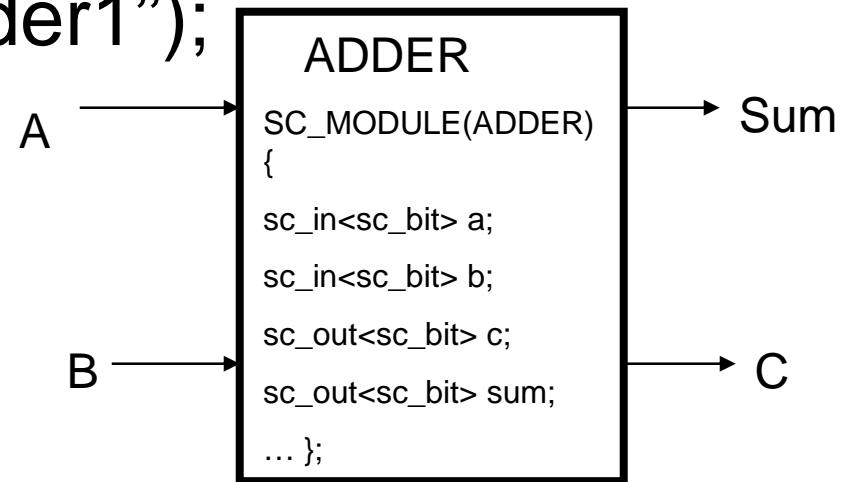 der1”);
ADDER
A
SC_MODULE(ADDER)
Sum
{
sc_in<sc_bit> a;
sc_in<sc_bit> b;
sc_out<sc_bit> c;
B
C
sc_out<sc_bit> sum;
… };